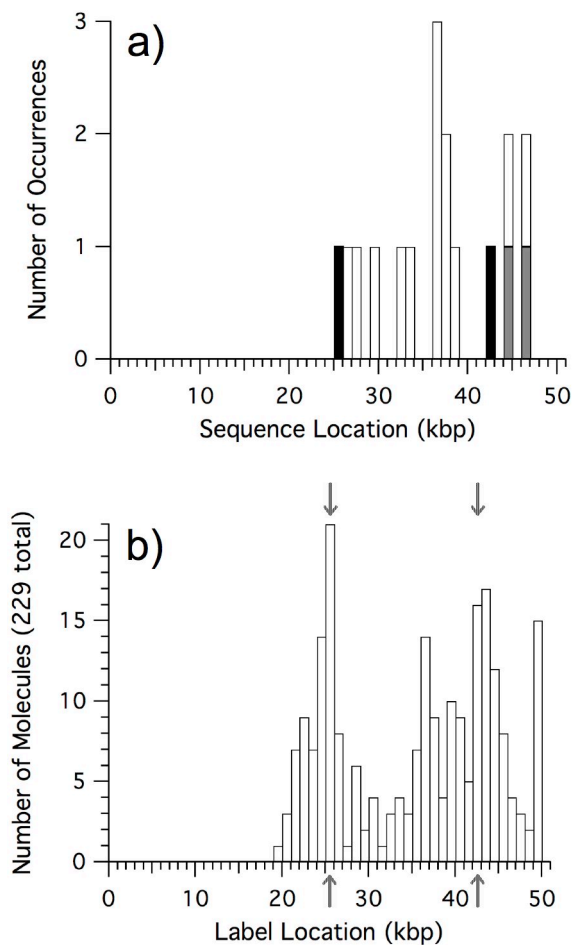 a)
Number of Occurrences
3
2
1
0
0 10 20 30 40 50
Sequence Location (kbp)
b)
Number of Molecules (229 total)
20
15
10
5
0
0 10 20 30 40 50
Label Location (kbp)